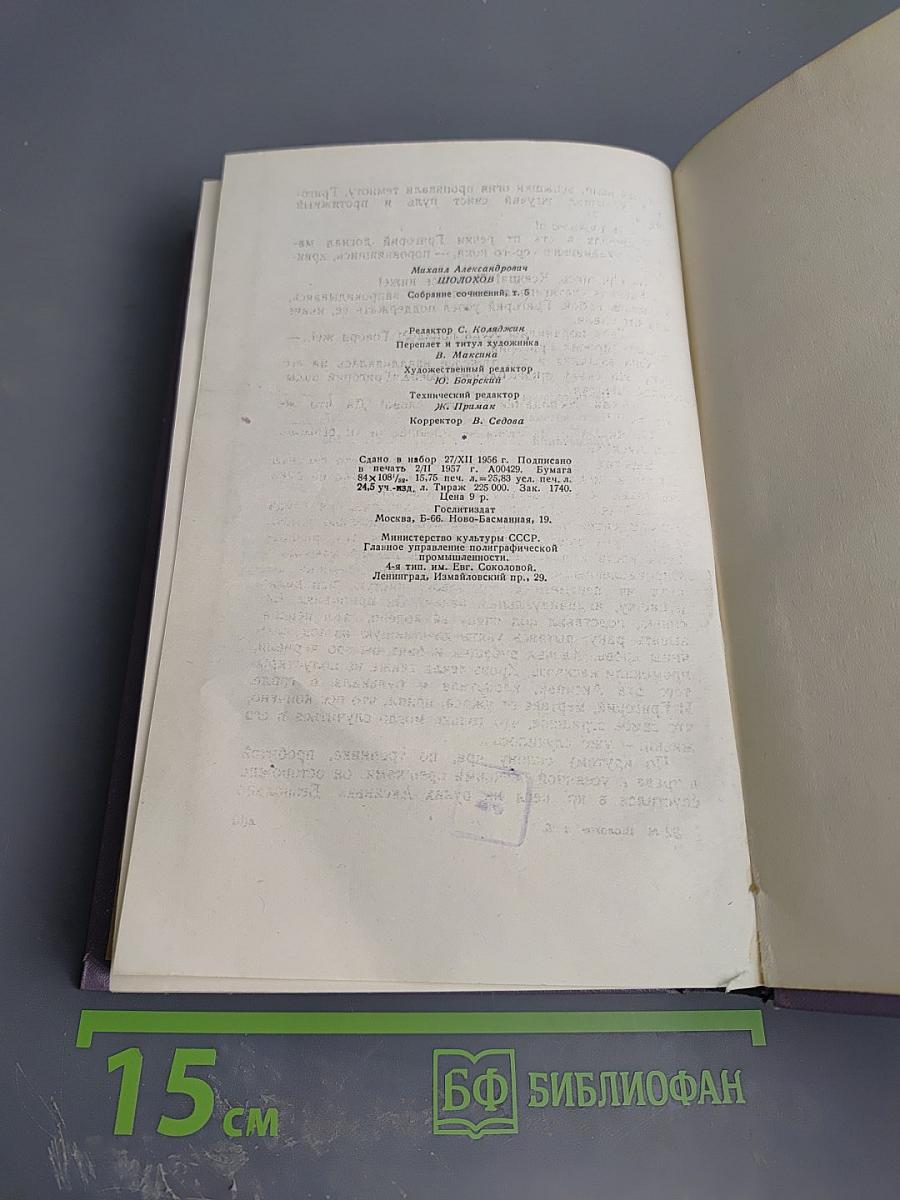 Михаил Александрович
ШОЛОХОВ
Собрание сочинений, т. 5
*
Редактор С. Коляджин
Переплет и титул художника
В. Максина
Художественный редактор
Ю. Боярский
Технический редактор
Ж. Примак
Корректор В. Седова
*
Сдано в набор 27/XII 1956 г. Подписано
в печать 2/II 1957 г. А00429. Бумага
84×108¹/₃₂. 15,75 печ. л.=25,83 усл. печ. л.
24,5 уч.-изд. л. Тираж 225 000. Зак. 1740.
Цена 9 р.
Гослитиздат
Москва, Б-66. Ново-Басманная, 19.
Министерство культуры СССР.
Главное управление полиграфической
промышленности.
4-я тип. им. Евг. Соколовой.
Ленинград, Измайловский пр., 29.
15 см
БФ БИБЛИОФАН